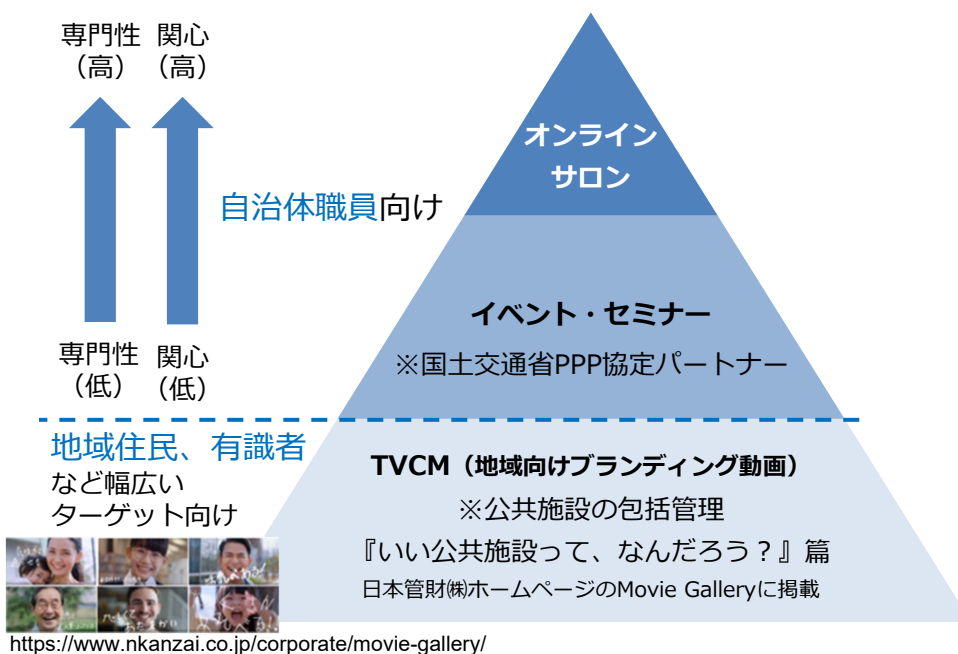 専門性 関心
（高）（高）
オンライン
サロン
自治体職員向け
イベント・セミナー
※国土交通省PPP協定パートナー
専門性 関心
（低）（低）
地域住民、有識者
など幅広い
ターゲット向け
TVCM（地域向けブランディング動画）
※公共施設の包括管理
『いい公共施設って、なんだろう？』篇
日本管財㈱ホームページのMovie Galleryに掲載
https://www.nkanzai.co.jp/corporate/movie-gallery/